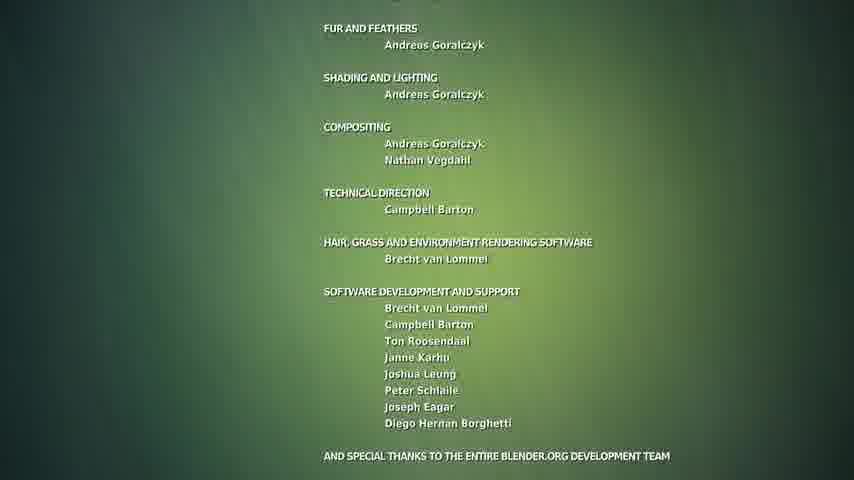 FUR AND FEATHERS
Andreas Goralczyk
SHADING AND LIGHTING
Andreas Goralczyk
COMPOSITING
Andreas Goralczyk
Nathan Vegdahl
TECHNICAL DIRECTION
Campbell Barton
HAIR, GRASS AND ENVIRONMENT RENDERING SOFTWARE
Brecht van Lommel
SOFTWARE DEVELOPMENT AND SUPPORT
Brecht van Lommel
Campbell Barton
Ton Roosendaal
Janne Karhu
Joshua Leung
Peter Schlaile
Joseph Eagar
Diego Hernan Borghetti
AND SPECIAL THANKS TO THE ENTIRE BLENDER.ORG DEVELOPMENT TEAM